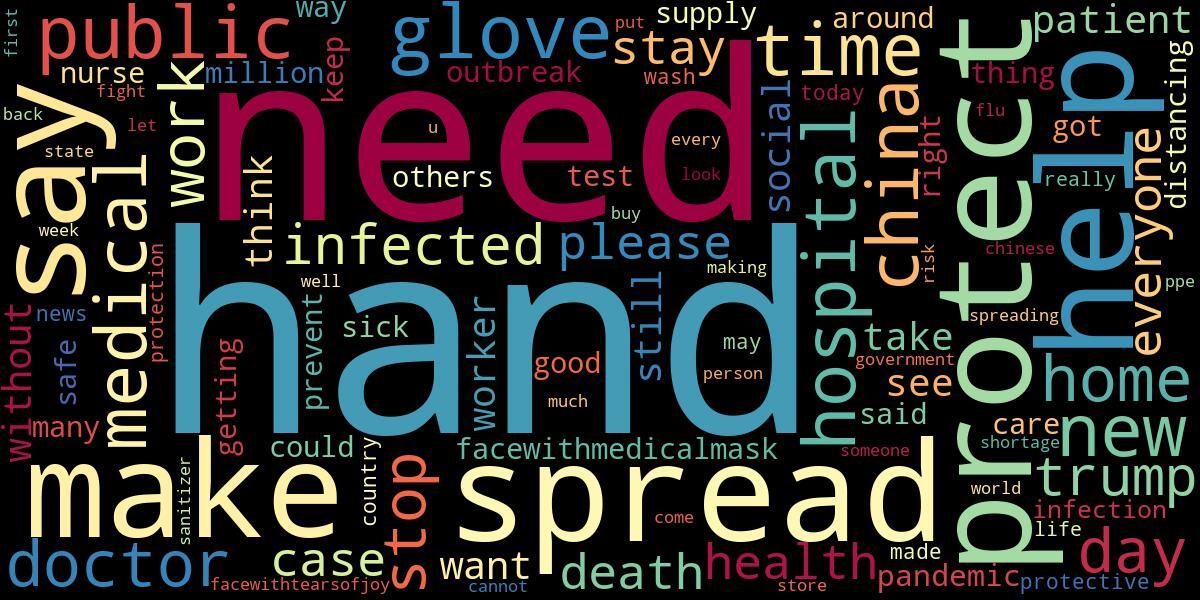 first
public
way
glove
put
supply
stay
around
time
patient
nurse
million
keep
outbreak
wash
today
thing
distancing
fight
work
need
social
china
protect
help
flu
got
back
let
say
state
medical
think
u
others
every
test
look
hospital
right
really
everyone
buy
week
infected
please
chinese
risk
well
making
protection
ppe
news
without
safe
hand
prevent
sick
worker
still
may
good
person
much
spreading
take
government
see
home
getting
many
said
care
new
could
country
facewithmedicalmask
someone
shortage
make
sanitizer
stop
spread
come
trump
world
infection
life
day
doctor
case
want
death
health
made
facewithtearsofjoy
cannot
store
pandemic
protective